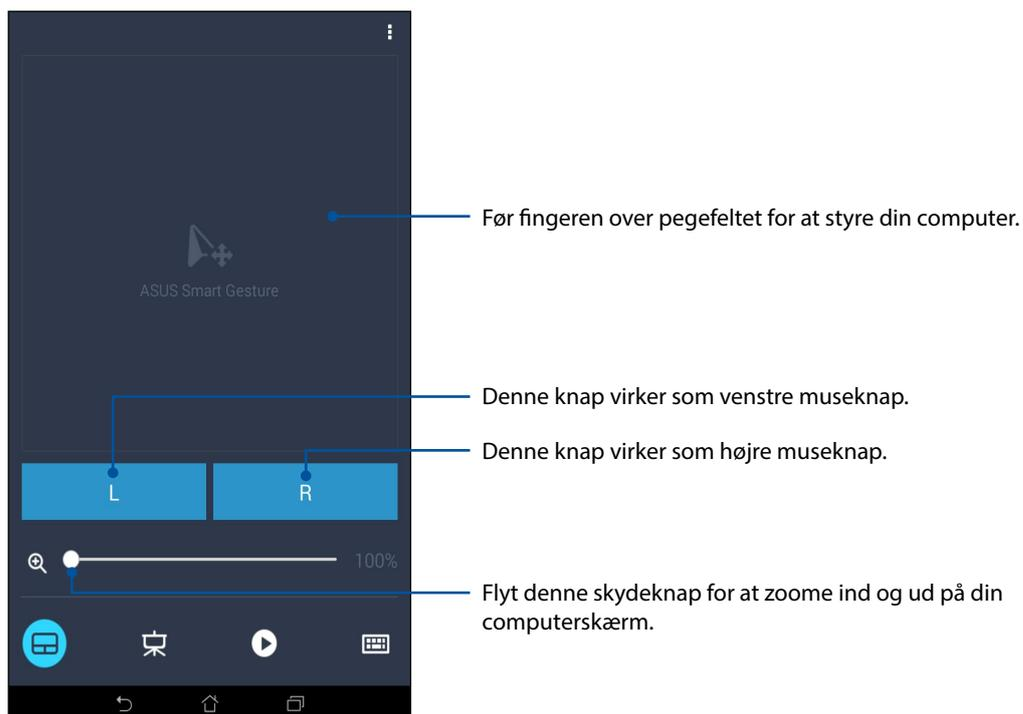 Før fingeren over pegefeltet for at styre din computer.
ASUS Smart Gesture
Denne knap virker som venstre museknap.
Denne knap virker som højre museknap.
L
R
100%
Flyt denne skydeknap for at zoome ind og ud på din
computerskærm.